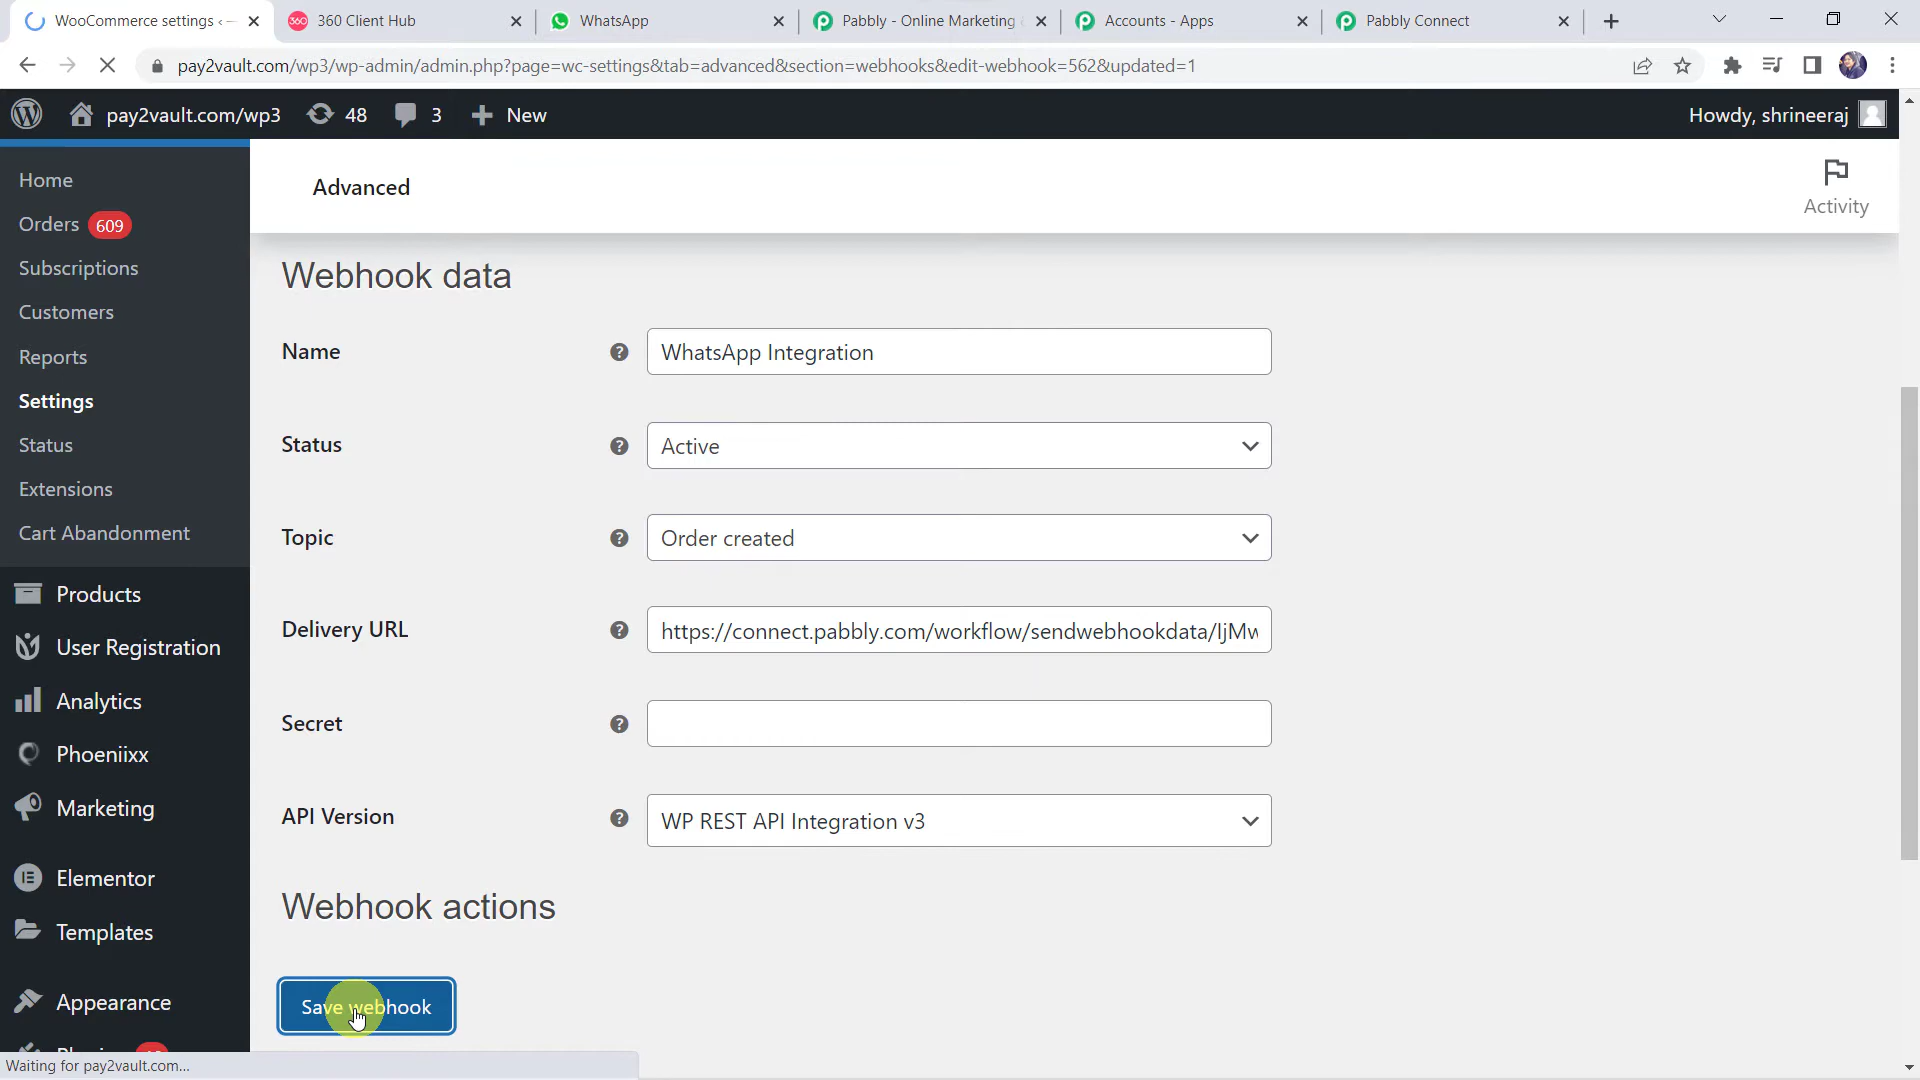 WooCommerce settings ‹ –
360 Client Hub
WhatsApp
Pabbly - Online Marketing
Accounts - Apps
Pabbly Connect
pay2vault.com/wp3/wp-admin/admin.php?page=wc-settings&tab=advanced&section=webhooks&edit-webhook=562&updated=1
pay2vault.com/wp3
48
3
New
Howdy, shrineeraj
Home
Orders 609
Subscriptions
Customers
Reports
Settings
Status
Extensions
Cart Abandonment
Products
User Registration
Analytics
Phoeniixx
Marketing
Elementor
Templates
Appearance
Advanced
Activity
Webhook data
Name
WhatsApp Integration
Status
Active
Topic
Order created
Delivery URL
https://connect.pabbly.com/workflow/sendwebhookdata/IjMw
Secret
API Version
WP REST API Integration v3
Webhook actions
Save webhook
Waiting for pay2vault.com...